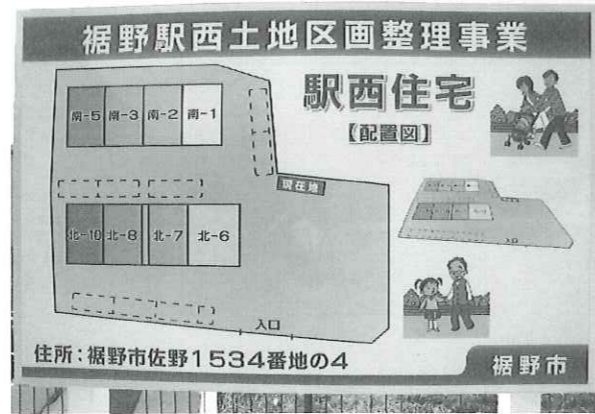 裾野駅西土地区画整理事業
駅西住宅
【配置図】
南-5 南-3 南-2 南-1
現在地
北-10 北-8 北-7 北-6
入口
入口
住所：裾野市佐野1534番地の4
裾野市